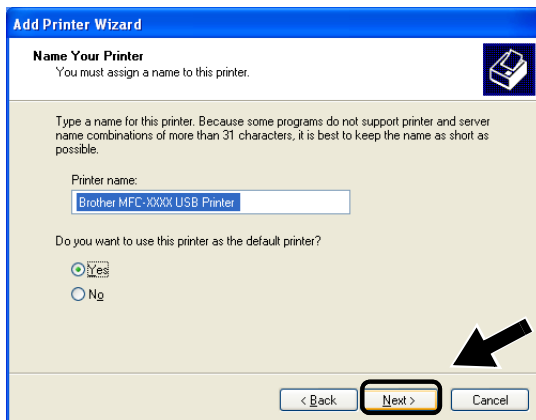 Add Printer Wizard
Name Your Printer
You must assign a name to this printer.
Type a name for this printer. Because some programs do not support printer and server
name combinations of more than 31 characters, it is best to keep the name as short as
possible.
Printer name:
Brother MFC-XXXX USB Printer
Do you want to use this printer as the default printer?
Yes
No
< Back
Next >
Cancel